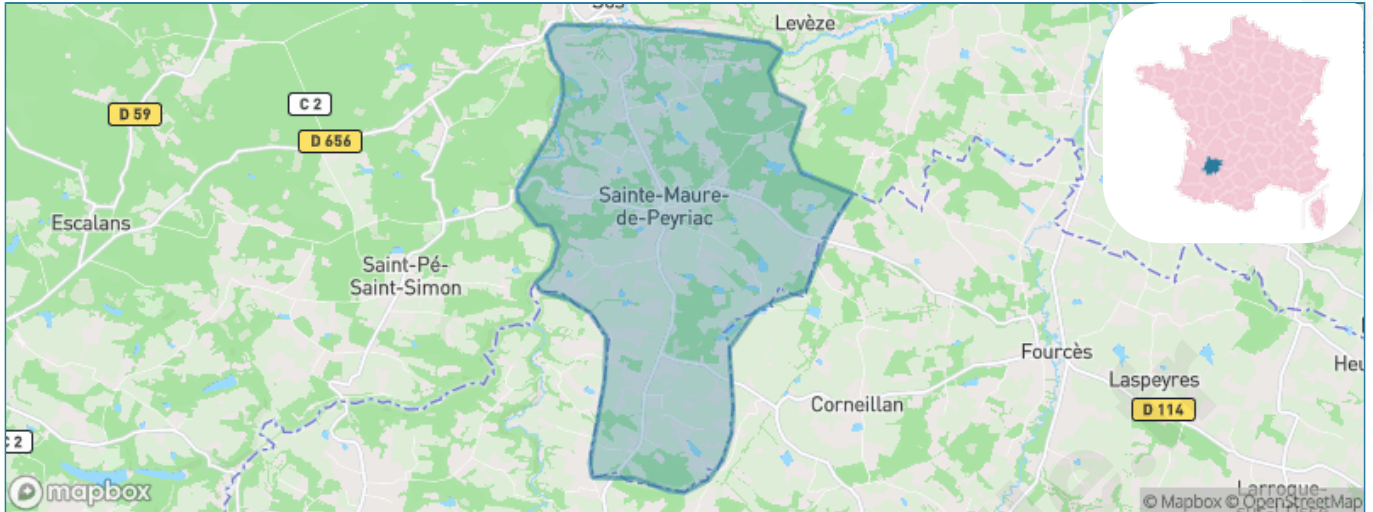 Levèze
C 2
D 59
D 656
Sainte-Maure-
de-Peyriac
Escalans
Saint-Pé-
Saint-Simon
Fourcès
Laspeyres
Corneillan
D 114
mapbox
© Mapbox © OpenStreetMap
Larroque-